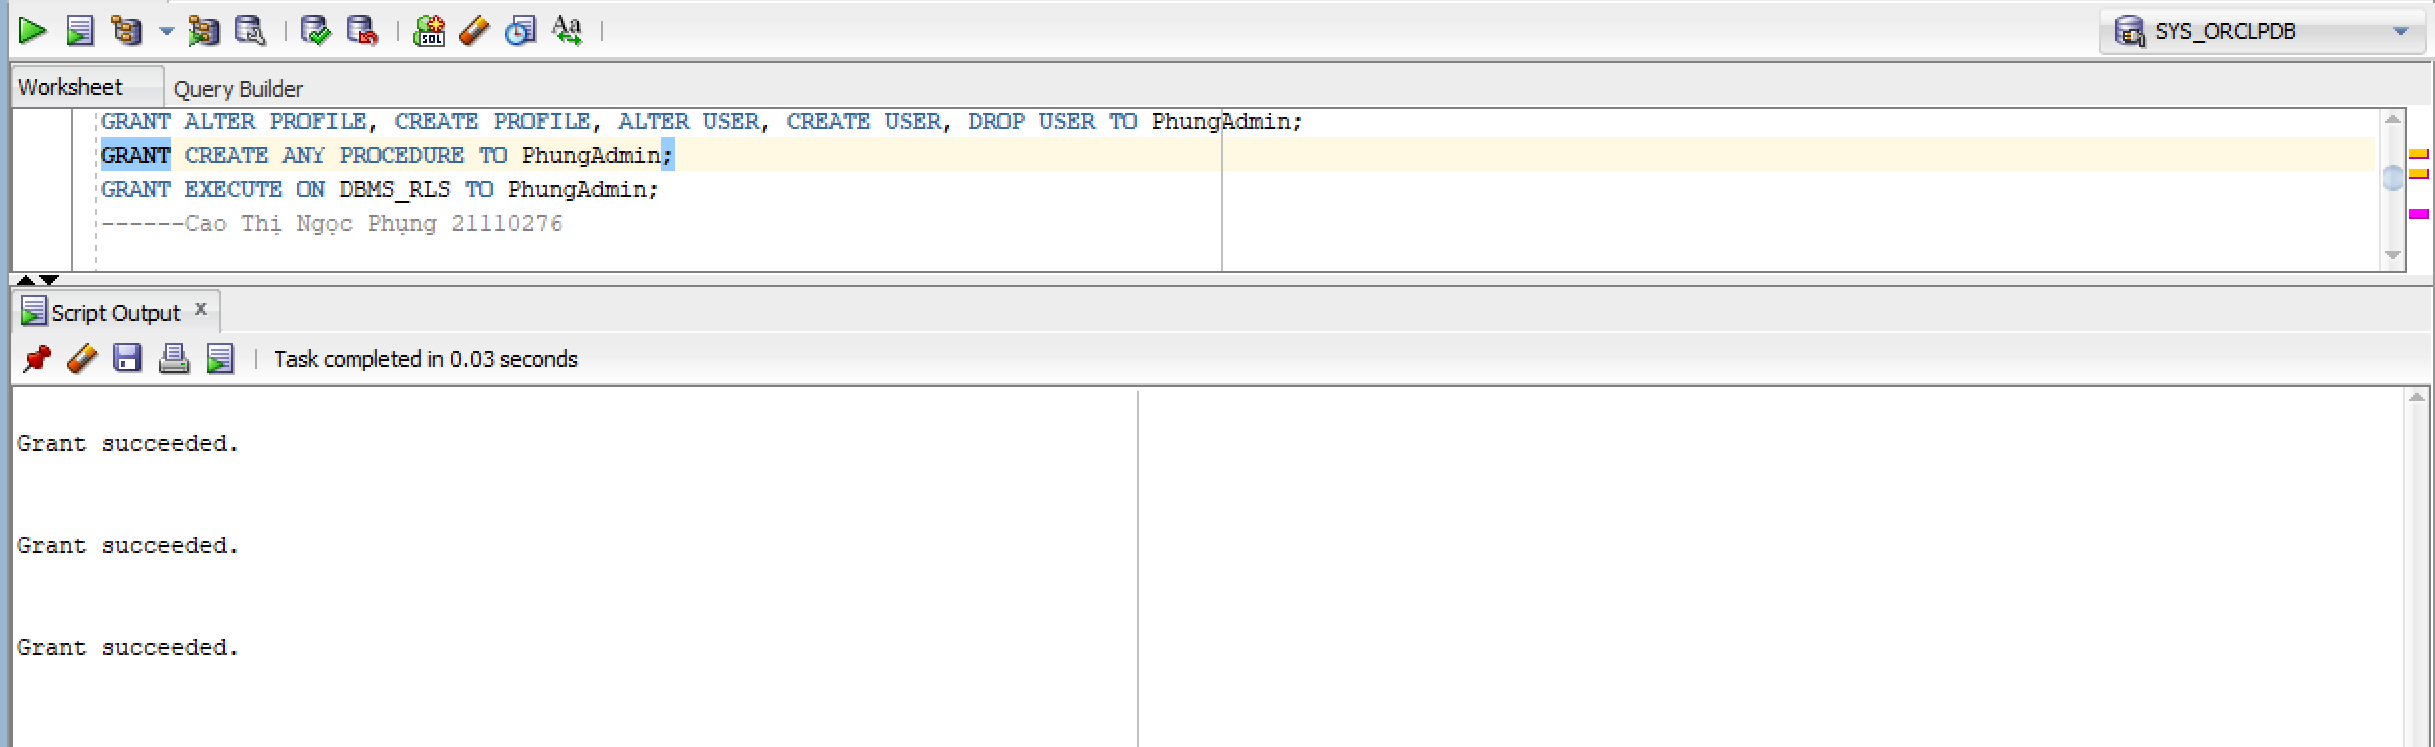 SYS_ORCLPDB
Worksheet
Query Builder
GRANT ALTER PROFILE, CREATE PROFILE, ALTER USER, CREATE USER, DROP USER TO PhungAdmin;
GRANT CREATE ANY PROCEDURE TO PhungAdmin;
GRANT EXECUTE ON DBMS_RLS TO PhungAdmin;
------Cao Thị Ngọc Phụng 21110276
Script Output x
Task completed in 0.03 seconds
Grant succeeded.
Grant succeeded.
Grant succeeded.